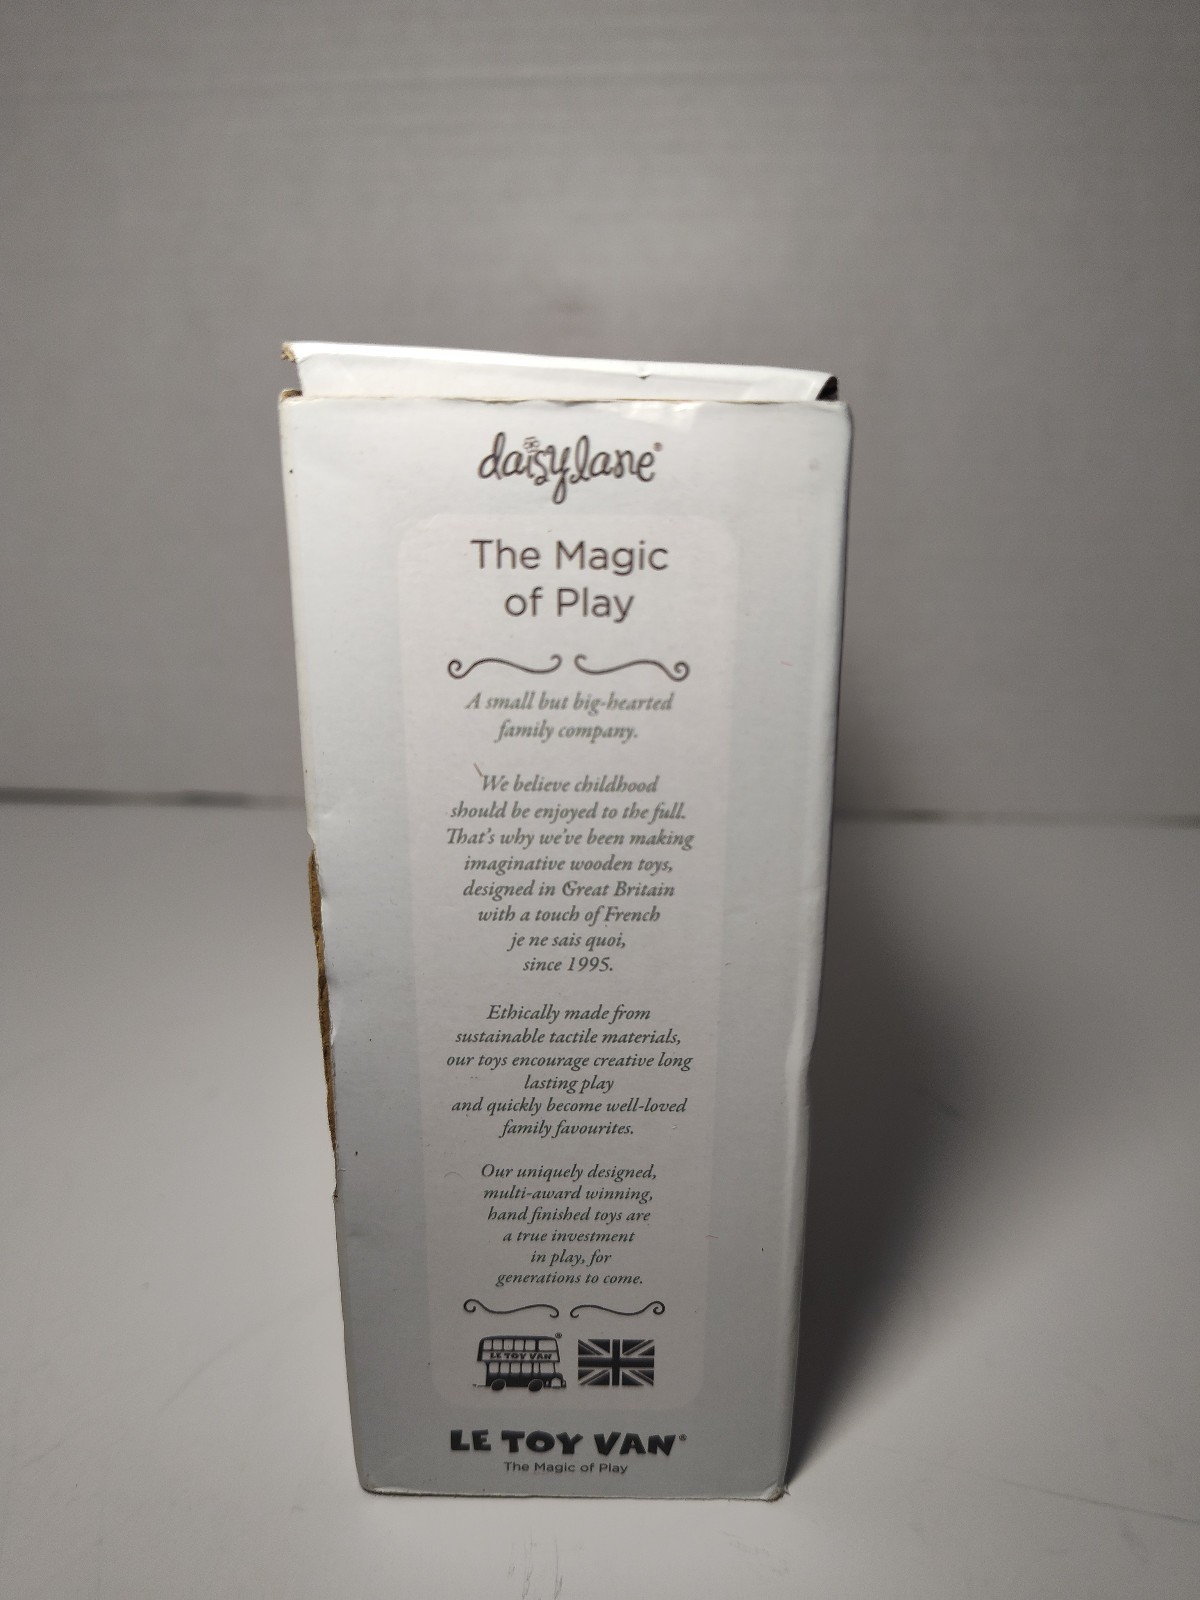 daisylane®
The Magic
of Play
A small but big-hearted
family company.
We believe childhood
should be enjoyed to the full.
That's why we've been making
imaginative wooden toys,
designed in Great Britain
with a touch of French
je ne sais quoi,
since 1995.
Ethically made from
sustainable tactile materials,
our toys encourage creative long
lasting play
and quickly become well-loved
family favourites.
Our uniquely designed,
multi-award winning,
hand finished toys are
a true investment
in play, for
generations to come.
LE TOY VAN®
LE TOY VAN®
The Magic of Play